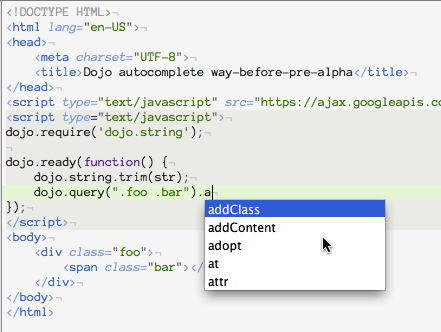 <!DOCTYPE HTML>¬
<html lang="en-US">¬
<head>¬
    <meta charset="UTF-8">¬
    <title>Dojo autocomplete way-before-pre-alpha</title>¬
</head>¬
<script type="text/javascript" src="https://ajax.googleapis.co
<script type="text/javascript">¬
dojo.require('dojo.string');¬
¬
dojo.ready(function() {¬
    dojo.string.trim(str);¬
    dojo.query(".foo .bar").a
});¬
</script>¬
<body>¬
    <div class="foo">¬
        <span class="bar"></
    </div>¬
</body>¬
</html>¬
addClass
addContent
adopt
at
attr